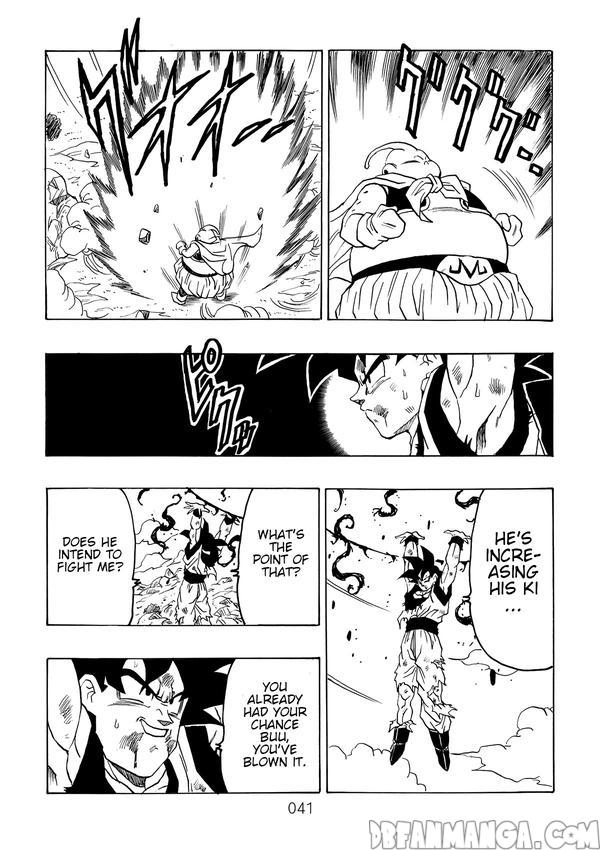 グググ‥
M
グオオ‥
ピクッ
HE'S
INCRE-
ASING
HIS KI
...
WHAT'S
THE
POINT OF
THAT?
DOES HE
INTEND TO
FIGHT ME?
YOU
ALREADY
HAD YOUR
CHANCE
BUU,
YOU'VE
BLOWN IT.
041
DBFANMANGA.COM